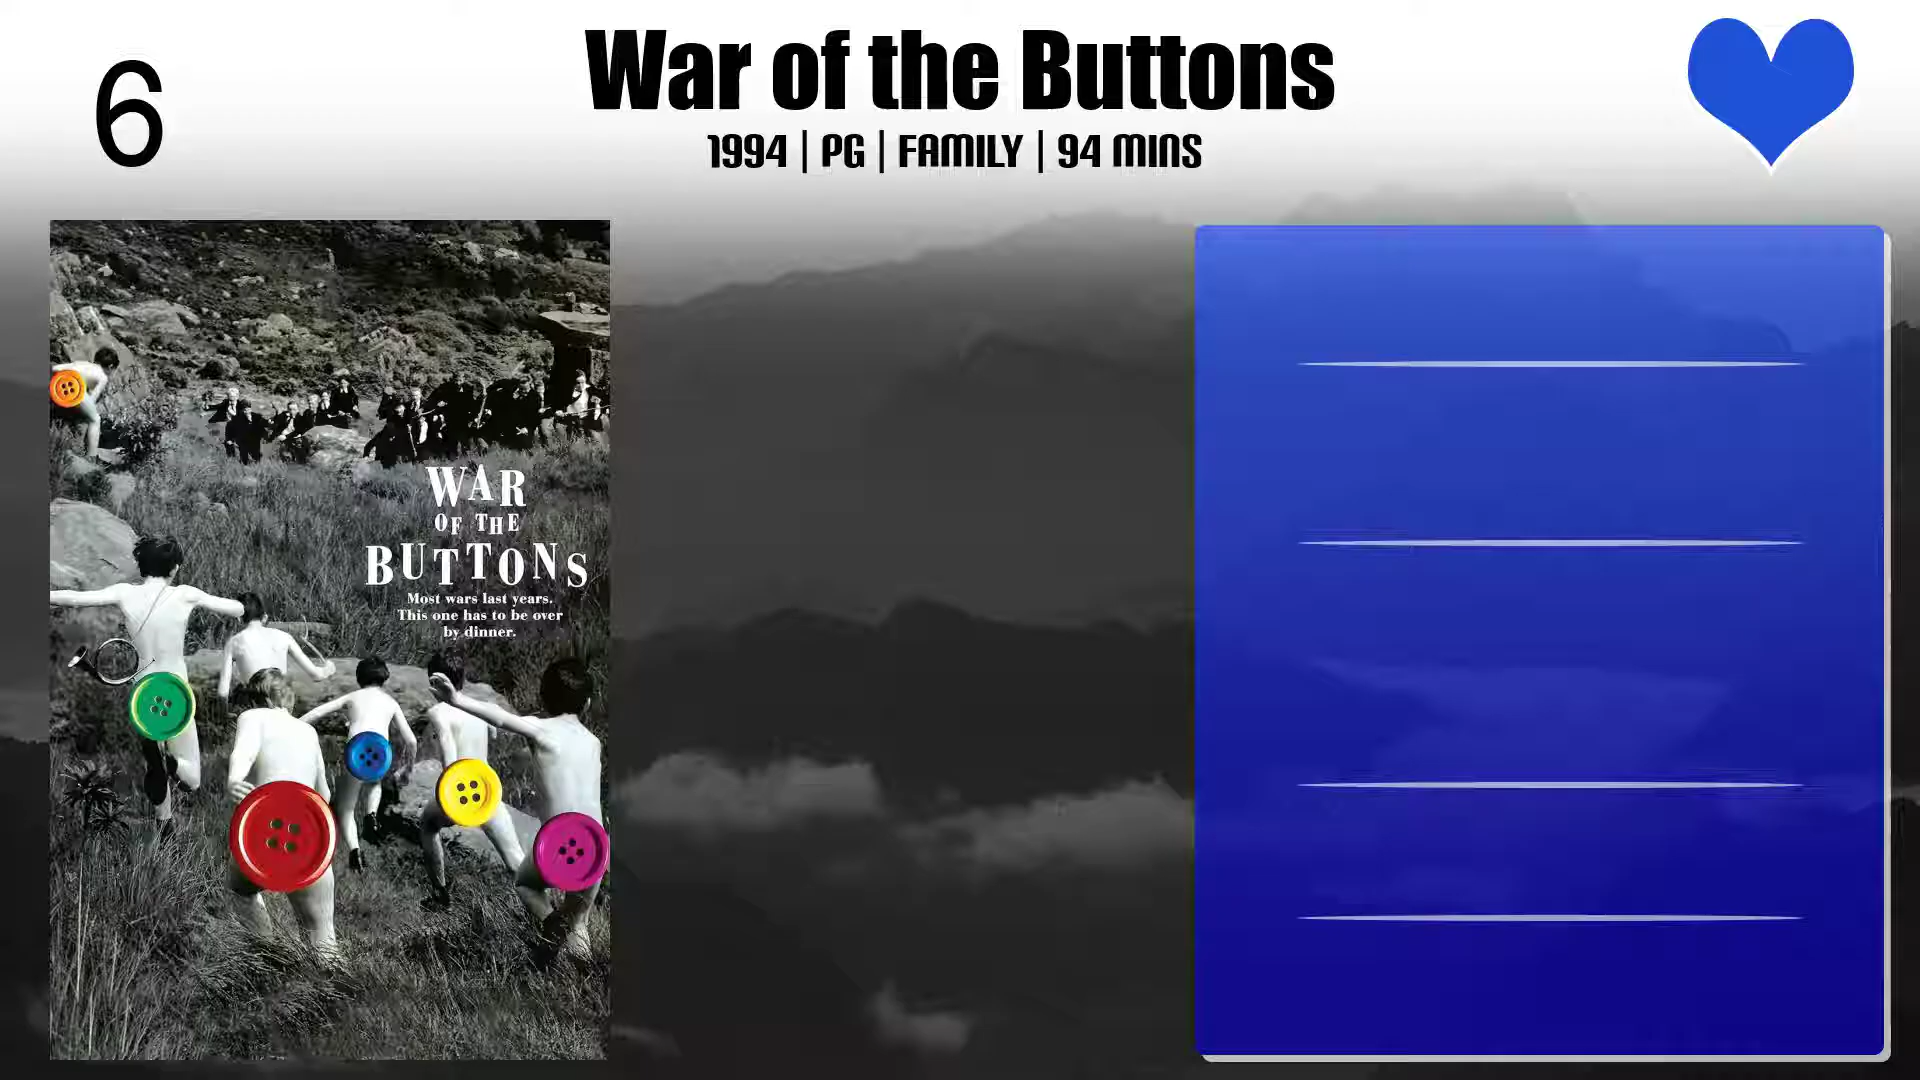 6
War of the Buttons
1994 | PG | FAMILY | 94 MINS
WAR
OF THE
BUTTONS
Most wars last years.
This one has to be over
by dinner.